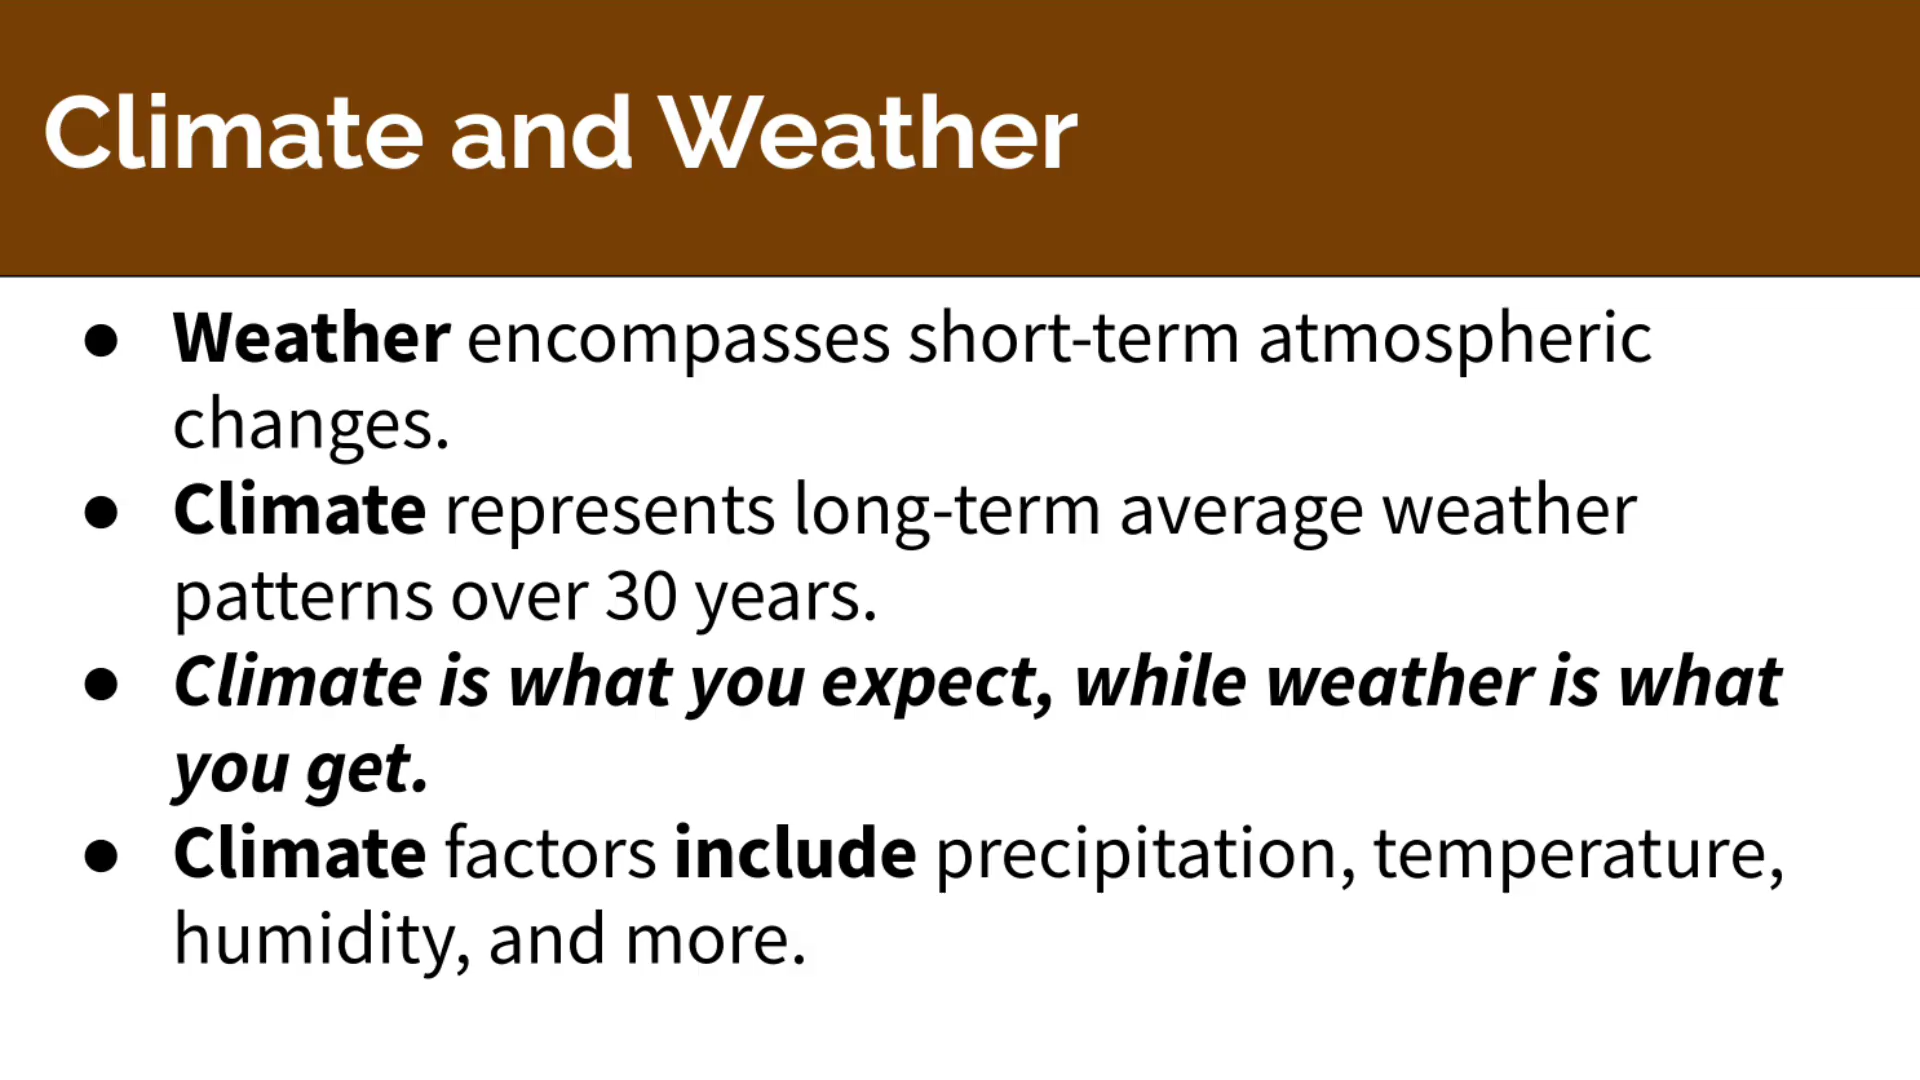 Climate and Weather
● Weather encompasses short-term atmospheric
changes.
● Climate represents long-term average weather
patterns over 30 years.
● Climate is what you expect, while weather is what
you get.
● Climate factors include precipitation, temperature,
humidity, and more.